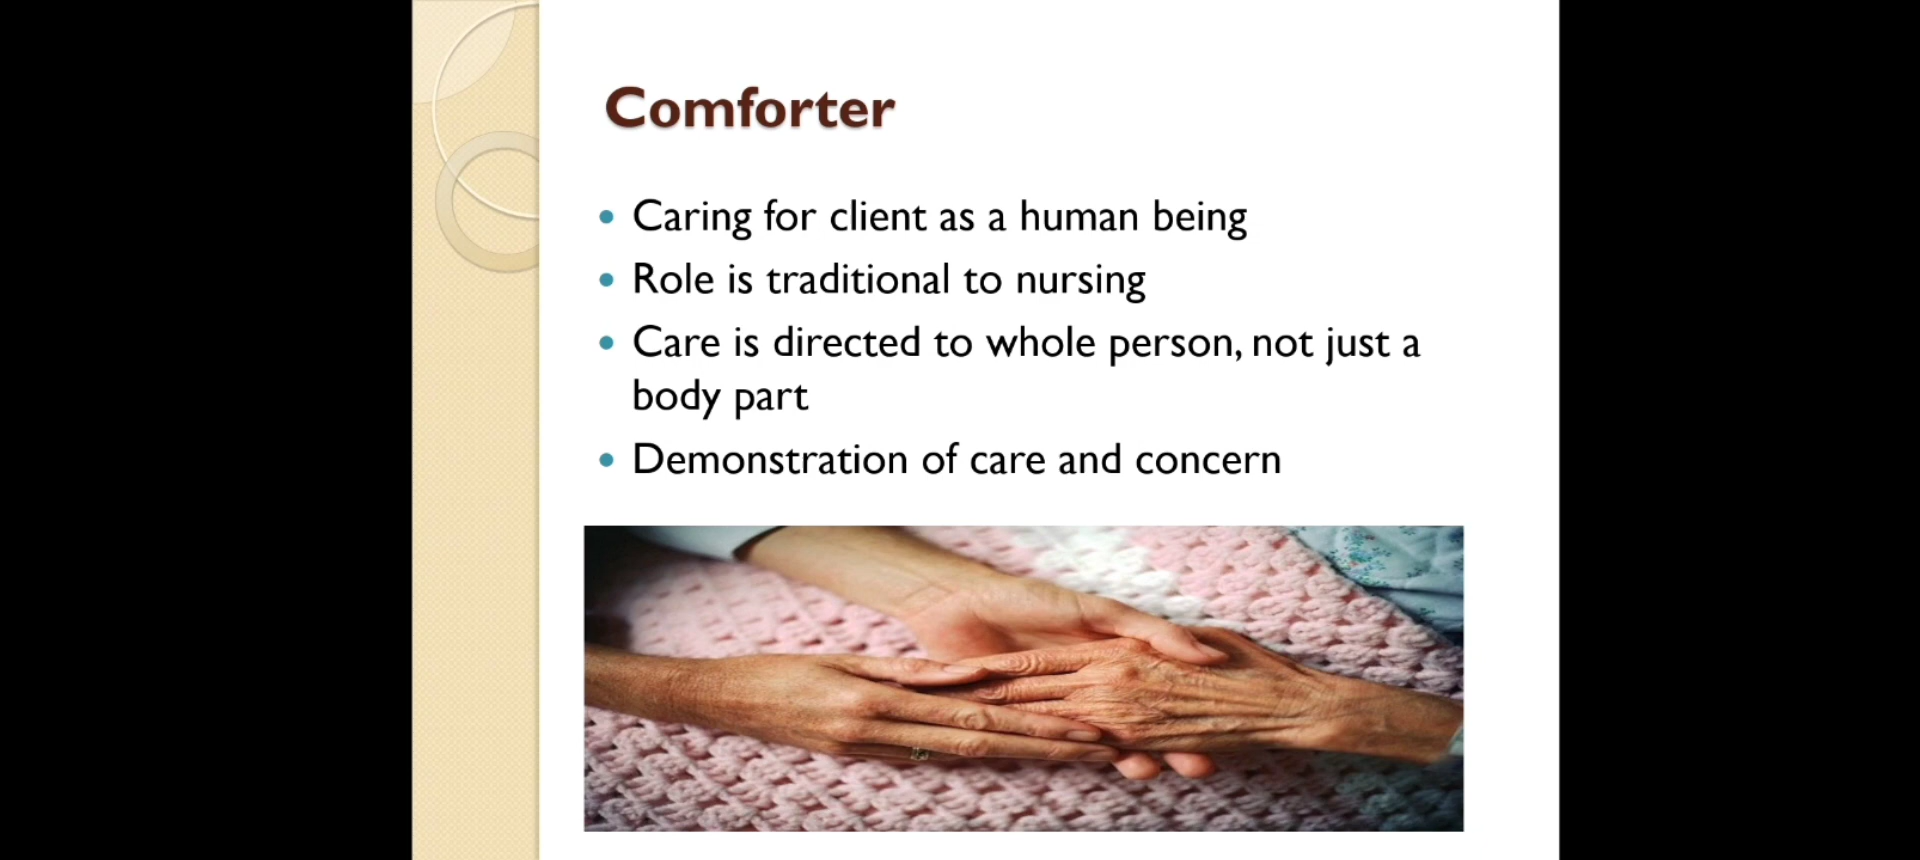 Comforter
• Caring for client as a human being
• Role is traditional to nursing
• Care is directed to whole person, not just a
body part
• Demonstration of care and concern